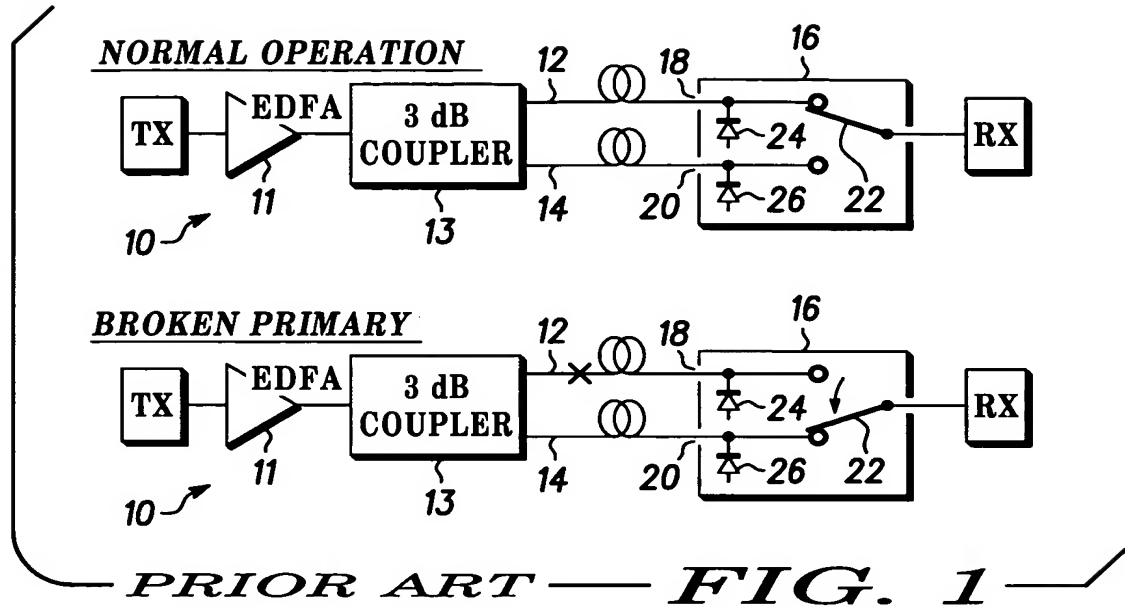 NORMAL OPERATION
12
18
16
TX
EDFA
3 dB
COUPLER
24
RX
11
13
14
20
26
22
10
BROKEN PRIMARY
12
18
16
TX
EDFA
3 dB
COUPLER
24
RX
11
13
14
20
26
22
10
PRIOR ART FIG. 1